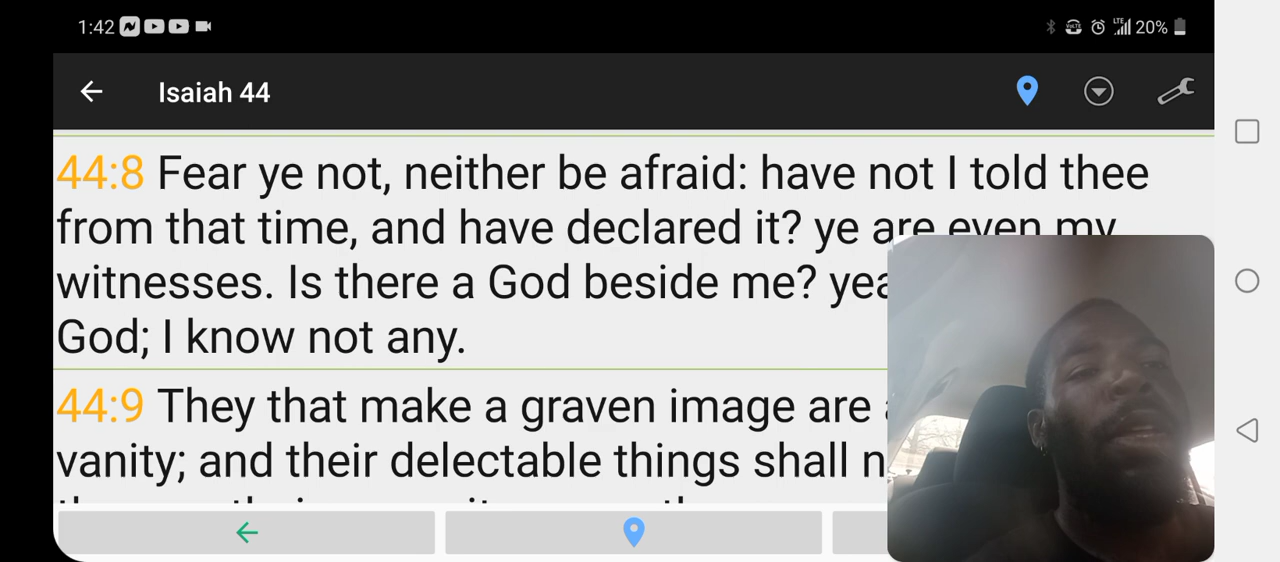 1:42 20%
Isaiah 44
44:8 Fear ye not, neither be afraid: have not I told thee
from that time, and have declared it? ye are even my
witnesses. Is there a God beside me?
God; I know not any.
44:9 They that make a graven image are
vanity; and their delectable things shall